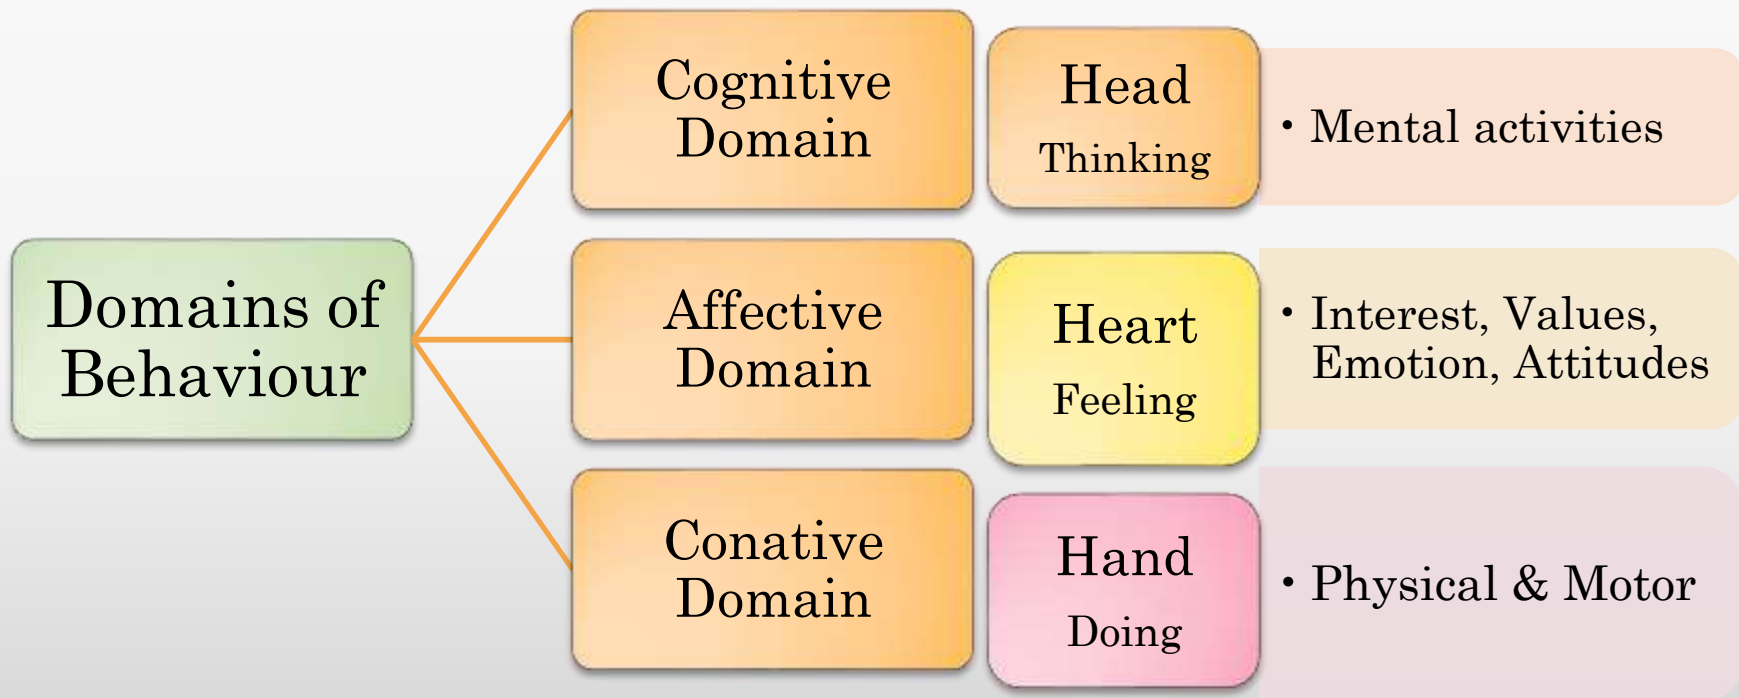 Domains of
Behaviour
Cognitive
Domain
Head
Thinking
• Mental activities
Affective
Domain
Heart
Feeling
• Interest, Values,
Emotion, Attitudes
Conative
Domain
Hand
Doing
• Physical & Motor